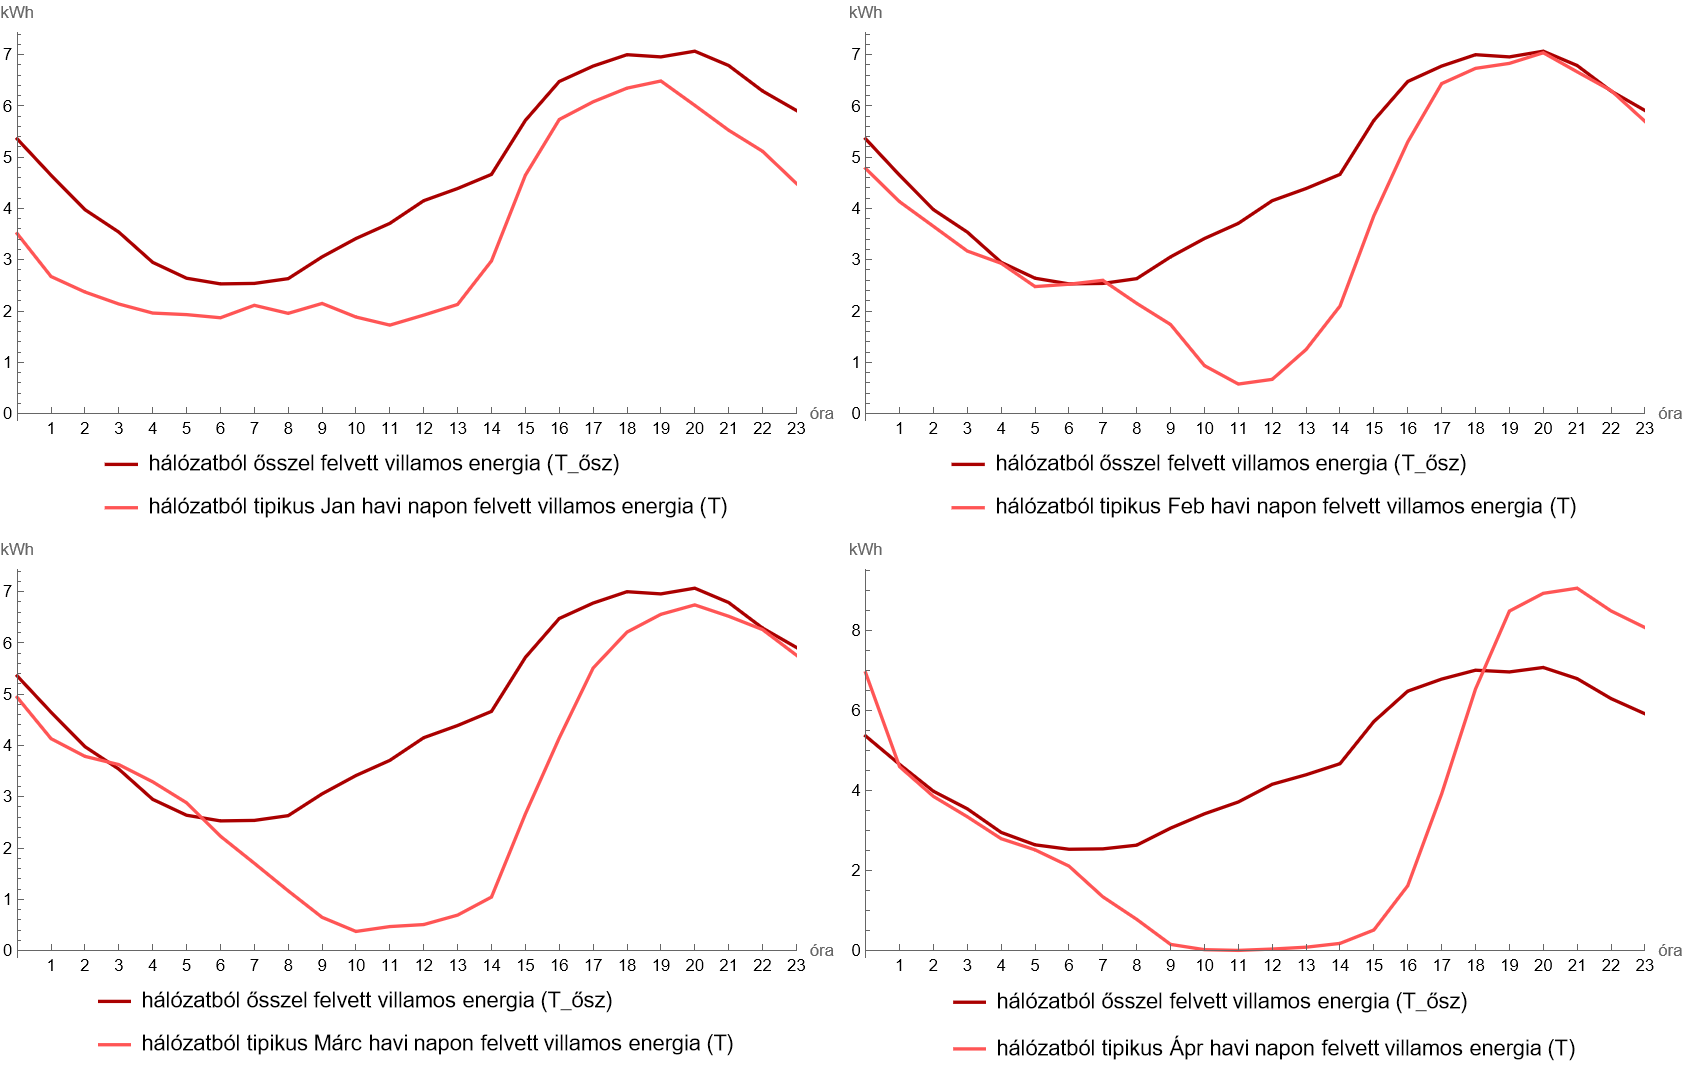 kWh
7
6
5
4
3
2
1
0
1 2 3 4 5 6 7 8 9 10 11 12 13 14 15 16 17 18 19 20 21 22 23
óra
hálózatból ősszel felvett villamos energia (T_ősz)
hálózatból tipikus Jan havi napon felvett villamos energia (T)
kWh
7
6
5
4
3
2
1
0
1 2 3 4 5 6 7 8 9 10 11 12 13 14 15 16 17 18 19 20 21 22 23
óra
hálózatból ősszel felvett villamos energia (T_ősz)
hálózatból tipikus Feb havi napon felvett villamos energia (T)
kWh
7
6
5
4
3
2
1
0
1 2 3 4 5 6 7 8 9 10 11 12 13 14 15 16 17 18 19 20 21 22 23
óra
hálózatból ősszel felvett villamos energia (T_ősz)
hálózatból tipikus Márc havi napon felvett villamos energia (T)
kWh
8
6
4
2
0
1 2 3 4 5 6 7 8 9 10 11 12 13 14 15 16 17 18 19 20 21 22 23
óra
hálózatból ősszel felvett villamos energia (T_ősz)
hálózatból tipikus Ápr havi napon felvett villamos energia (T)